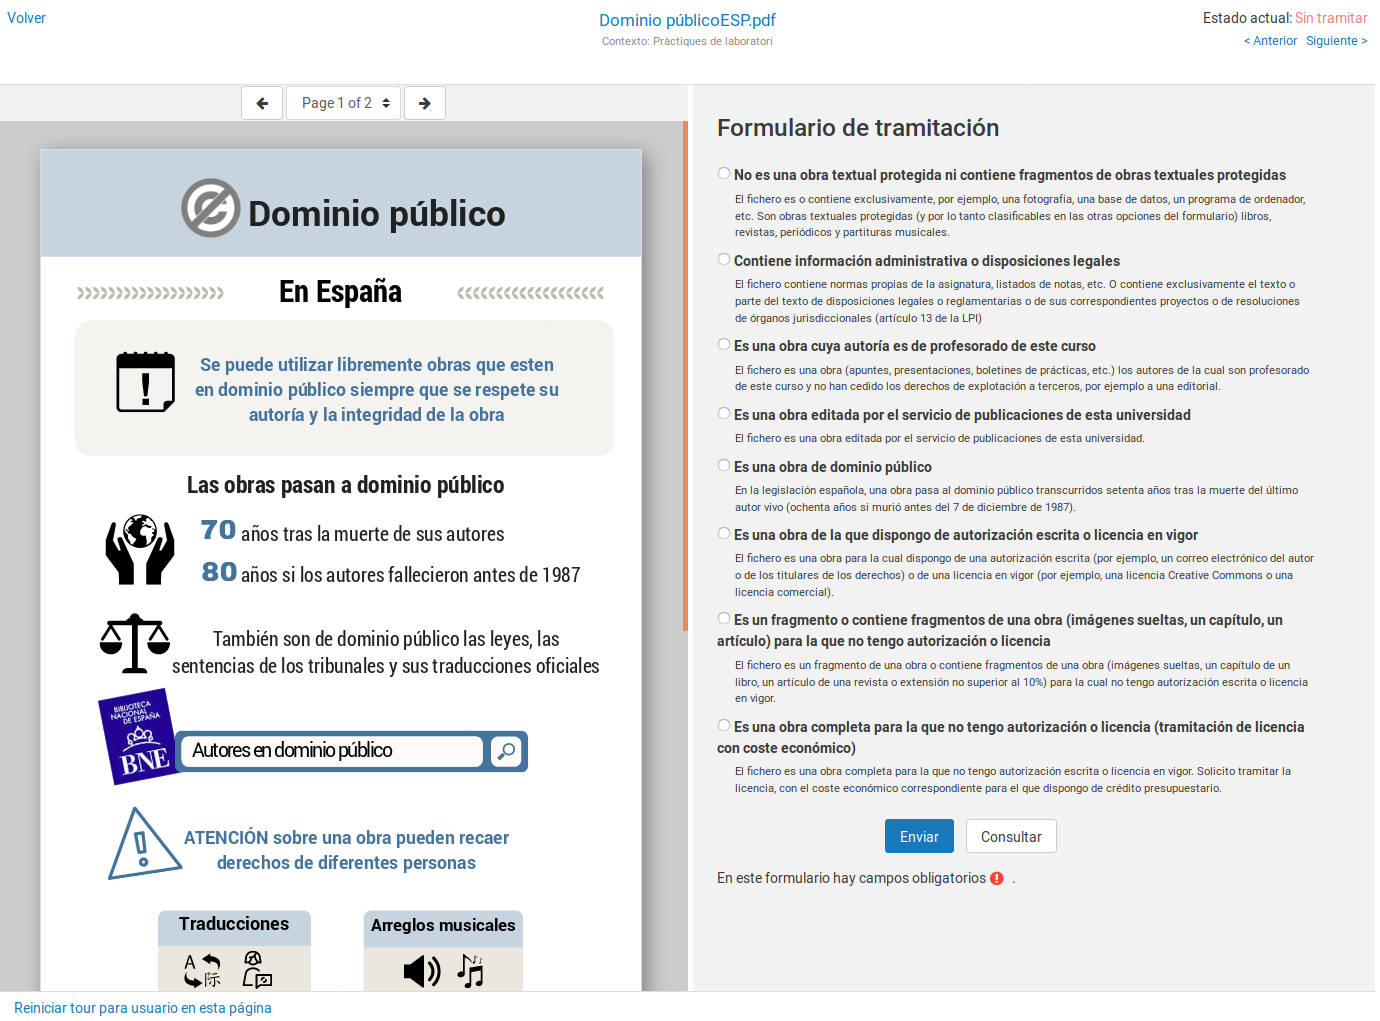 Volver
Dominio públicoESP.pdf
Contexto: Pràctiques de laboratori
Estado actual: Sin tramitar
< Anterior Siguiente >
Page 1 of 2
Dominio público
En España
Se puede utilizar libremente obras que esten
en dominio público siempre que se respete su
autoría y la integridad de la obra
Las obras pasan a dominio público
70 años tras la muerte de sus autores
80 años si los autores fallecieron antes de 1987
También son de dominio público las leyes, las
sentencias de los tribunales y sus traducciones oficiales
BIBLIOTECA
NACIONAL
DE ESPAÑA
BNE
Autores en dominio público
ATENCIÓN sobre una obra pueden recaer
derechos de diferentes personas
Traducciones
Arreglos musicales
A
际
Formulario de tramitación
No es una obra textual protegida ni contiene fragmentos de obras textuales protegidas
El fichero es o contiene exclusivamente, por ejemplo, una fotografía, una base de datos, un programa de ordenador,
etc. Son obras textuales protegidas (y por lo tanto clasificables en las otras opciones del formulario) libros,
revistas, periódicos y partituras musicales.
Contiene información administrativa o disposiciones legales
El fichero contiene normas propias de la asignatura, listados de notas, etc. O contiene exclusivamente el texto o
parte del texto de disposiciones legales o reglamentarias o de sus correspondientes proyectos o de resoluciones
de órganos jurisdiccionales (artículo 13 de la LPI)
Es una obra cuya autoría es de profesorado de este curso
El fichero es una obra (apuntes, presentaciones, boletines de prácticas, etc.) los autores de la cual son profesorado
de este curso y no han cedido los derechos de explotación a terceros, por ejemplo a una editorial.
Es una obra editada por el servicio de publicaciones de esta universidad
El fichero es una obra editada por el servicio de publicaciones de esta universidad.
Es una obra de dominio público
En la legislación española, una obra pasa al dominio público transcurridos setenta años tras la muerte del último
autor vivo (ochenta años si murió antes del 7 de diciembre de 1987).
Es una obra de la que dispongo de autorización escrita o licencia en vigor
El fichero es una obra para la cual dispongo de una autorización escrita (por ejemplo, un correo electrónico del autor
o de los titulares de los derechos) o de una licencia en vigor (por ejemplo, una licencia Creative Commons o una
licencia comercial).
Es un fragmento o contiene fragmentos de una obra (imágenes sueltas, un capítulo, un
artículo) para la que no tengo autorización o licencia
El fichero es un fragmento de una obra o contiene fragmentos de una obra (imágenes sueltas, un capítulo de un
libro, un artículo de una revista o extensión no superior al 10%) para la cual no tengo autorización escrita o licencia
en vigor.
Es una obra completa para la que no tengo autorización o licencia (tramitación de licencia
con coste económico)
El fichero es una obra completa para la que no tengo autorización escrita o licencia en vigor. Solicito tramitar la
licencia, con el coste económico correspondiente para el que dispongo de crédito presupuestario.
Enviar
Consultar
En este formulario hay campos obligatorios .
Reiniciar tour para usuario en esta página